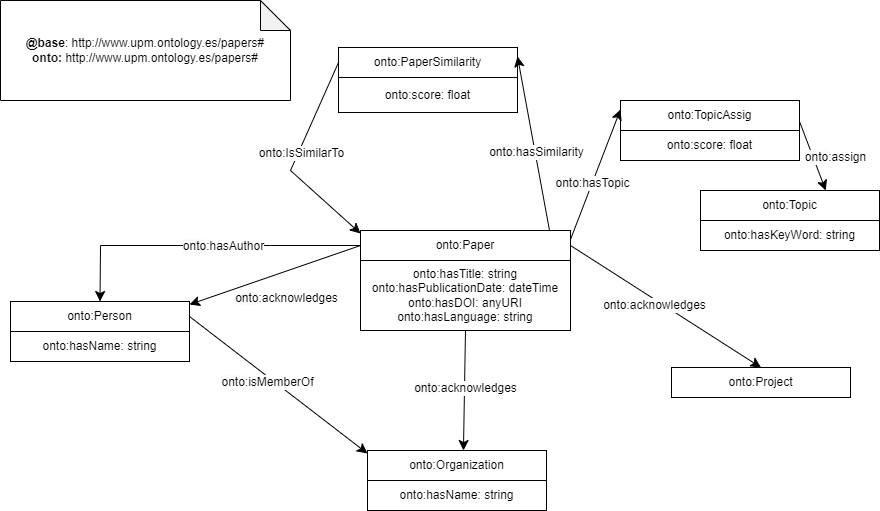 @base: http://www.upm.ontology.es/papers#
onto: http://www.upm.ontology.es/papers#
onto:PaperSimilarity
onto:score: float
onto:TopicAssig
onto:score: float
onto:IsSimilarTo
onto:hasSimilarity
onto:assign
onto:hasTopic
onto:Topic
onto:hasKeyWord: string
onto:hasAuthor
onto:Paper
onto:hasTitle: string
onto:hasPublicationDate: dateTime
onto:hasDOI: anyURI
onto:hasLanguage: string
onto:acknowledges
onto:acknowledges
onto:Person
onto:hasName: string
onto:isMemberOf
onto:acknowledges
onto:Project
onto:Organization
onto:hasName: string